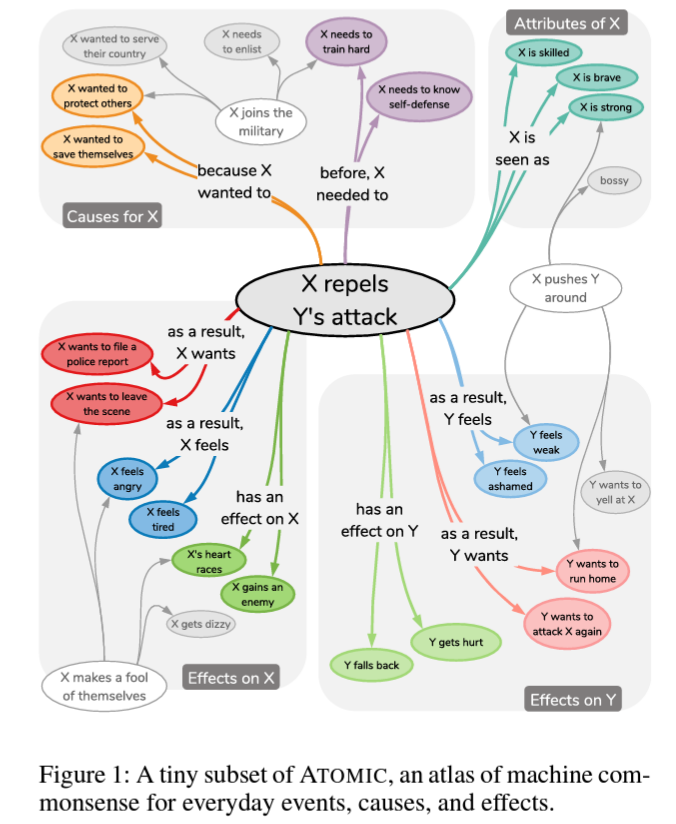 X wanted to serve
their country
X needs
to enlist
X needs to
train hard
Attributes of X
X is skilled
X is brave
X is strong
X wanted to
protect others
X joins the
military
X needs to know
self-defense
X wanted to
save themselves
because X
wanted to
before, X
needed to
X is
seen as
bossy
Causes for X
X repels
Y's attack
X pushes Y
around
X wants to file a
police report
as a result,
X wants
X wants to leave
the scene
as a result,
X feels
X feels
angry
X feels
tired
has an
effect on X
X's heart
races
X gains an
enemy
X gets dizzy
X makes a fool
of themselves
Effects on X
as a result,
Y feels
Y feels
weak
Y feels
ashamed
Y wants to
yell at X
has an
effect on Y
as a result,
Y wants
Y wants to
run home
Y wants to
attack X again
Y gets hurt
Y falls back
Effects on Y
Figure 1: A tiny subset of ATOMIC, an atlas of machine com-
monsense for everyday events, causes, and effects.